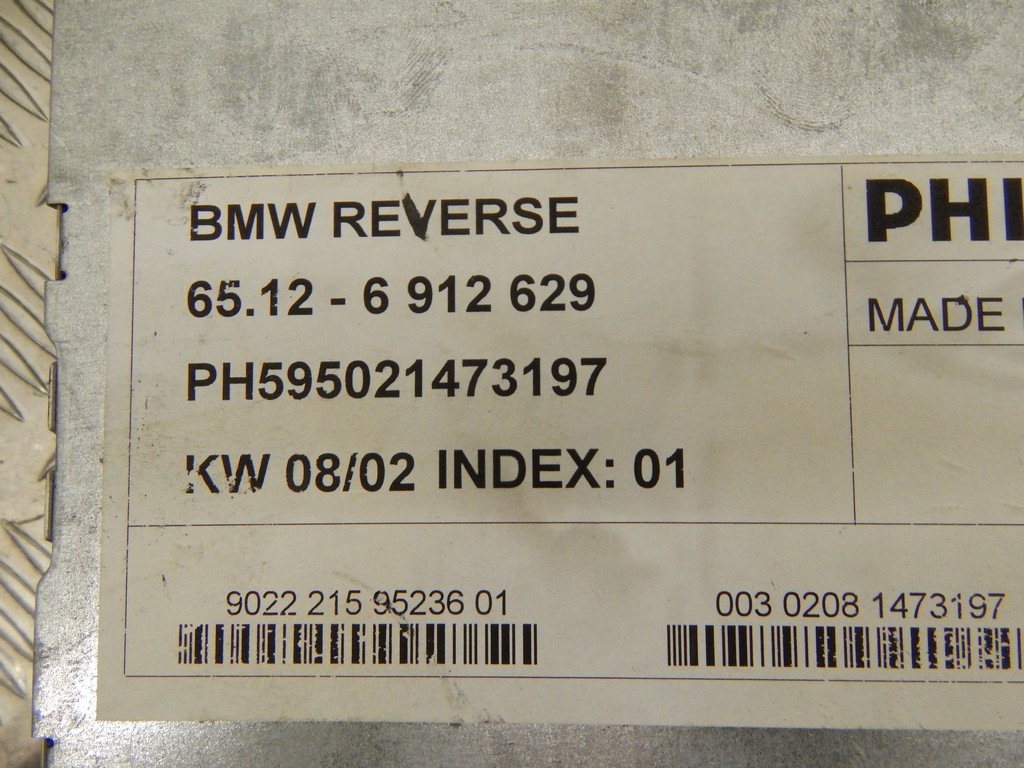 BMW REVERSE
65.12 - 6 912 629
PH595021473197
KW 08/02 INDEX: 01
PHI
MADE
9022 215 95236 01
003 0208 1473197